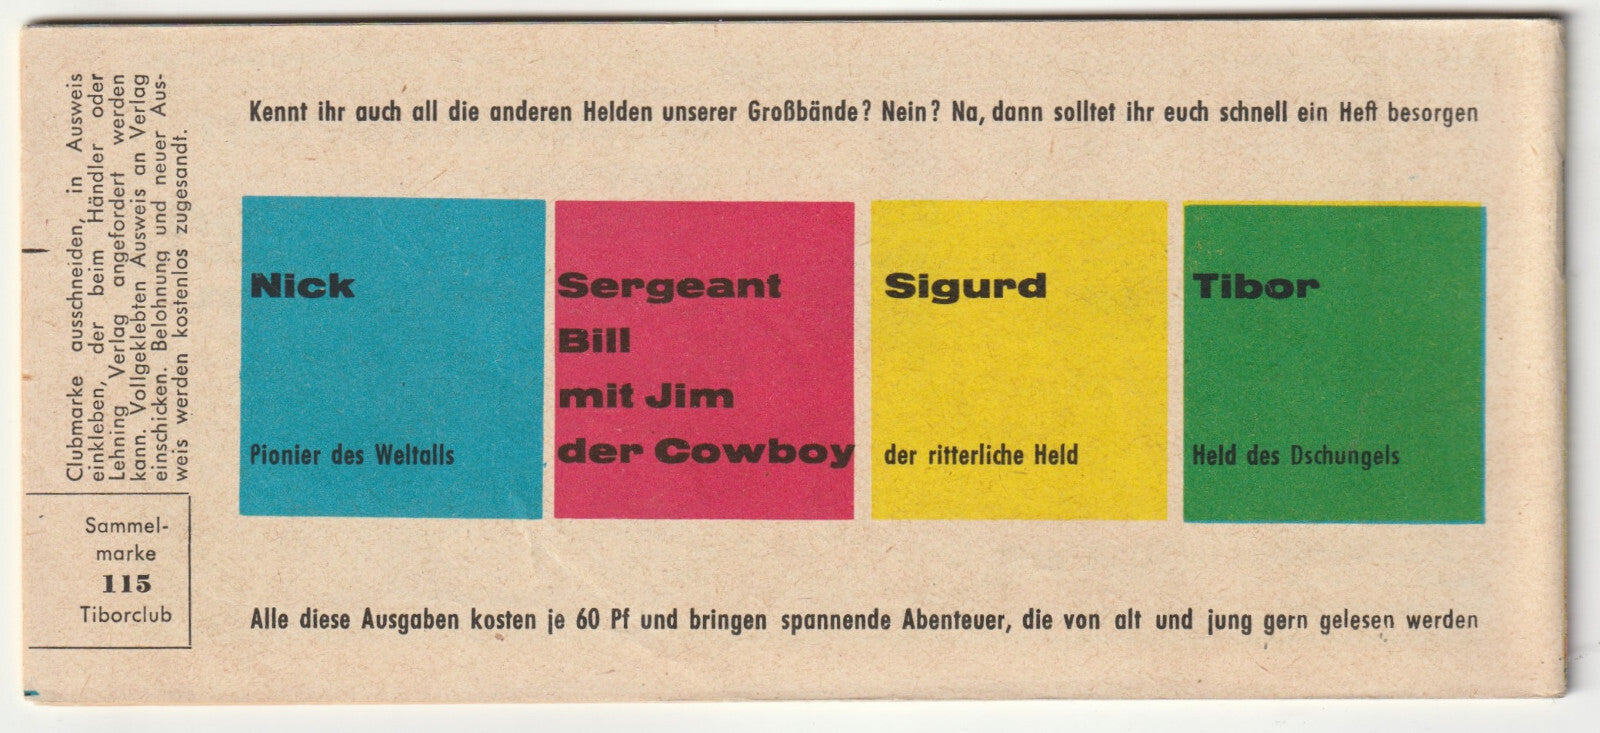 Clubmarke ausschneiden, in Ausweis
einkleben, der beim Händler oder
Lehning Verlag angefordert werden
kann. Vollgeklebten Ausweis an Verlag
einschicken. Belohnung und neuer Aus-
weis werden kostenlos zugesandt.
Sammel-
marke
115
Tiborclub
Kennt ihr auch all die anderen Helden unserer Großbände? Nein? Na, dann solltet ihr euch schnell ein Heft besorgen
Nick
Pionier des Weltalls
Sergeant
Bill
mit Jim
der Cowboy
Sigurd
der ritterliche Held
Tibor
Held des Dschungels
Alle diese Ausgaben kosten je 60 Pf und bringen spannende Abenteuer, die von alt und jung gern gelesen werden